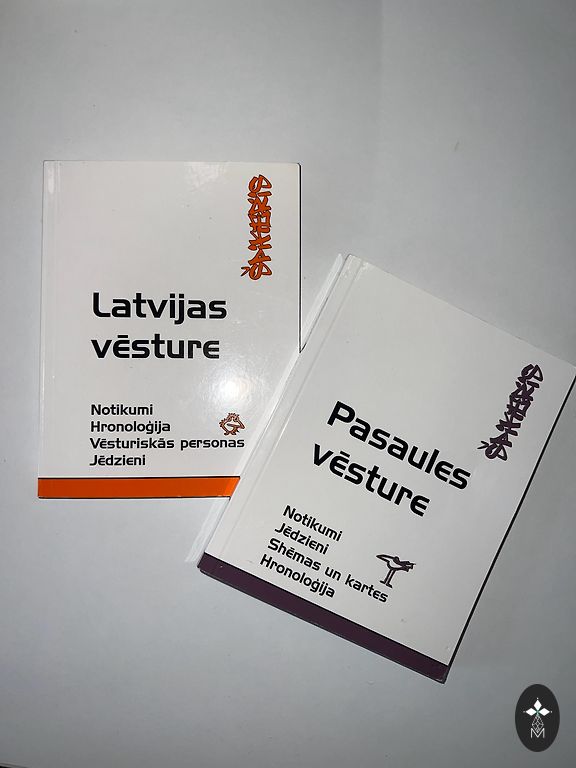 Latvijas
vēsture
Notikumi
Hronoloģija
Vēsturiskās personas
Jēdzieni
Pasaules
vēsture
Notikumi
Jēdzieni
Shēmas un kartes
Hronoloģija
M